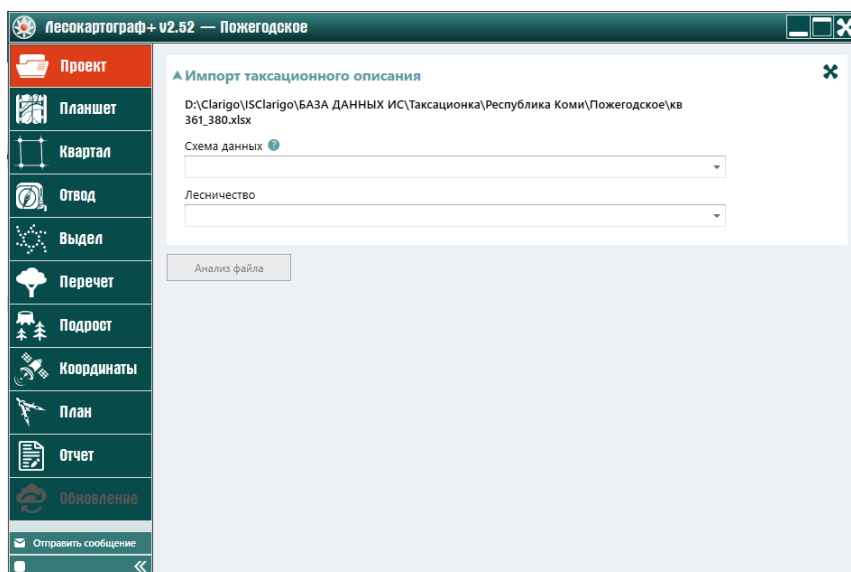 Лесокартограф+ v2.52 — Пожегодское
Проект
Планшет
Квартал
Отвод
Выдел
Перечет
Подрост
Координаты
План
Отчет
Обновление
Отправить сообщение
Импорт таксационного описания
D:\Clarigo\ISClarigo\БАЗА ДАННЫХ ИС\Таксационка\Республика Коми\Пожегодское\кв
361_380.xlsx
Схема данных ?
Лесничество
Анализ файла